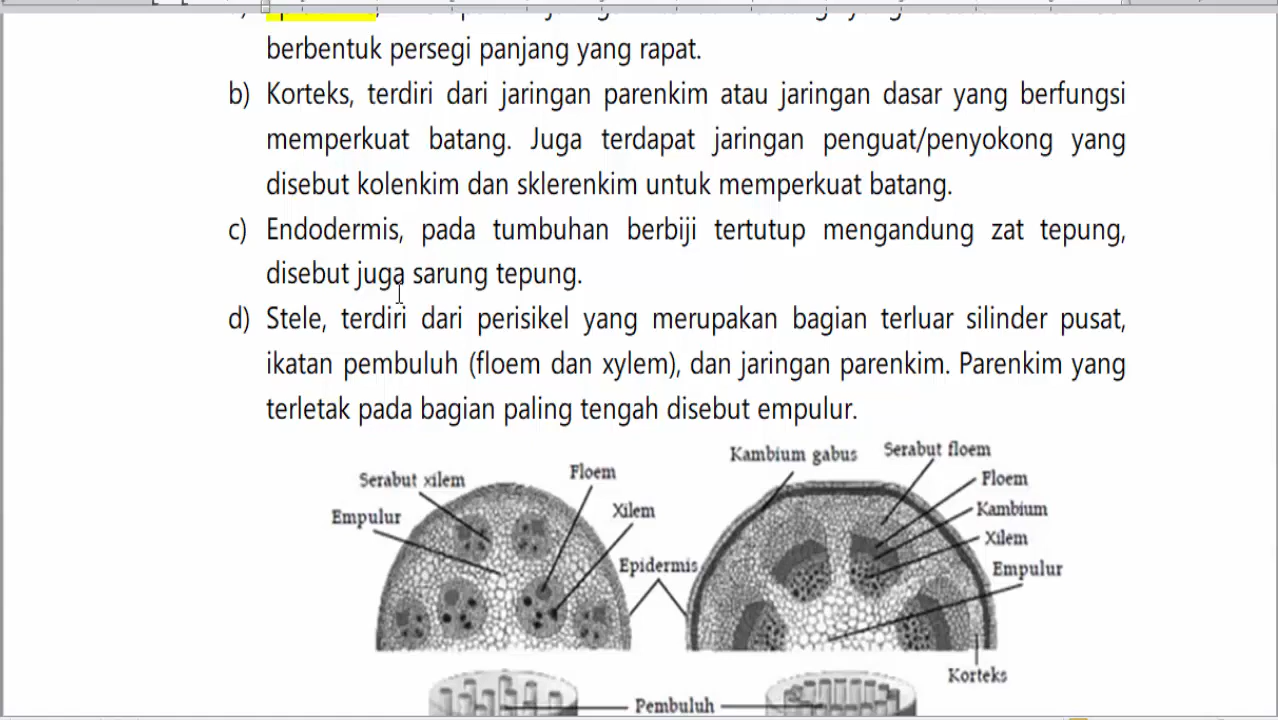 berbentuk persegi panjang yang rapat.
b) Korteks, terdiri dari jaringan parenkim atau jaringan dasar yang berfungsi
memperkuat batang. Juga terdapat jaringan penguat/penyokong yang
disebut kolenkim dan sklerenkim untuk memperkuat batang.
c) Endodermis, pada tumbuhan berbiji tertutup mengandung zat tepung,
disebut juga sarung tepung.
d) Stele, terdiri dari perisikel yang merupakan bagian terluar silinder pusat,
ikatan pembuluh (floem dan xylem), dan jaringan parenkim. Parenkim yang
terletak pada bagian paling tengah disebut empulur.
Serabut xilem
Floem
Empulur
Xilem
Epidermis
Kambium gabus
Serabut floem
Floem
Kambium
Xilem
Empulur
Korteks
Pembuluh